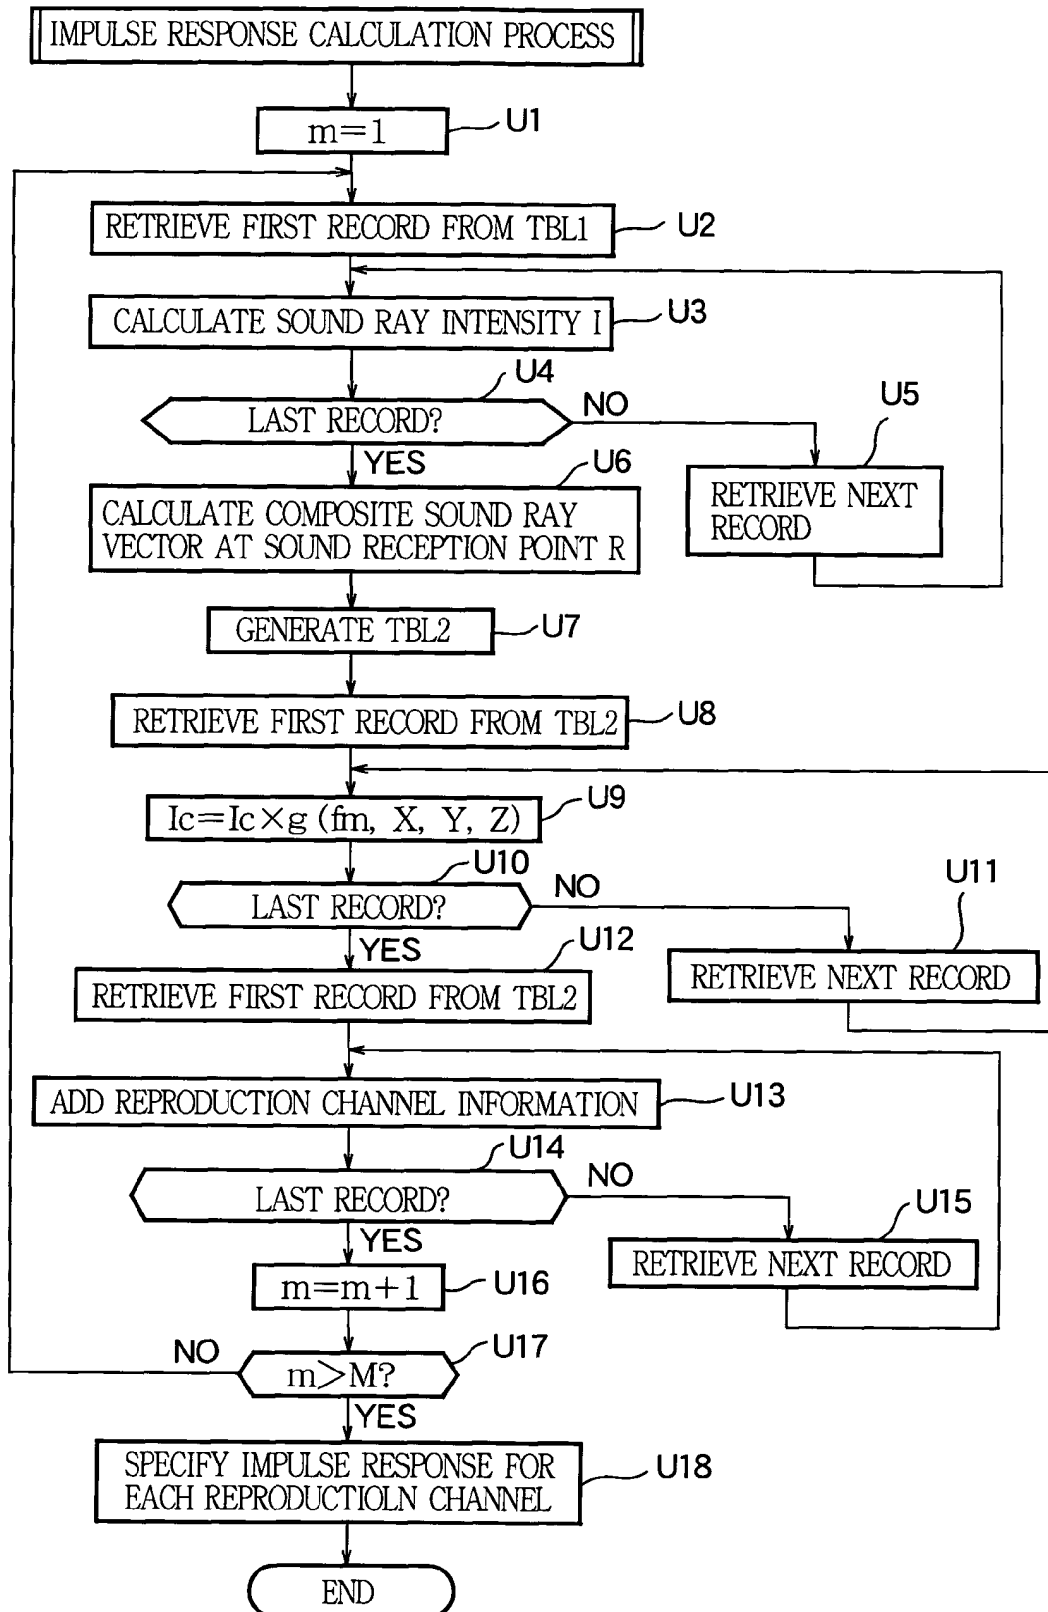 IMPULSE RESPONSE CALCULATION PROCESS
m=1
U1
RETRIEVE FIRST RECORD FROM TBL1
U2
CALCULATE SOUND RAY INTENSITY I
U3
U4
LAST RECORD?
NO
U5
YES
RETRIEVE NEXT
RECORD
U6
CALCULATE COMPOSITE SOUND RAY
VECTOR AT SOUND RECEPTION POINT R
GENERATE TBL2
U7
RETRIEVE FIRST RECORD FROM TBL2
U8
Ic=Ic×g (fm, X, Y, Z)
U9
U10
LAST RECORD?
NO
U11
YES
RETRIEVE NEXT RECORD
U12
RETRIEVE FIRST RECORD FROM TBL2
ADD REPRODUCTION CHANNEL INFORMATION
U13
U14
LAST RECORD?
NO
U15
YES
RETRIEVE NEXT RECORD
m=m+1
U16
U17
NO
m>M?
YES
SPECIFY IMPULSE RESPONSE FOR
EACH REPRODUCTIOLN CHANNEL
U18
END